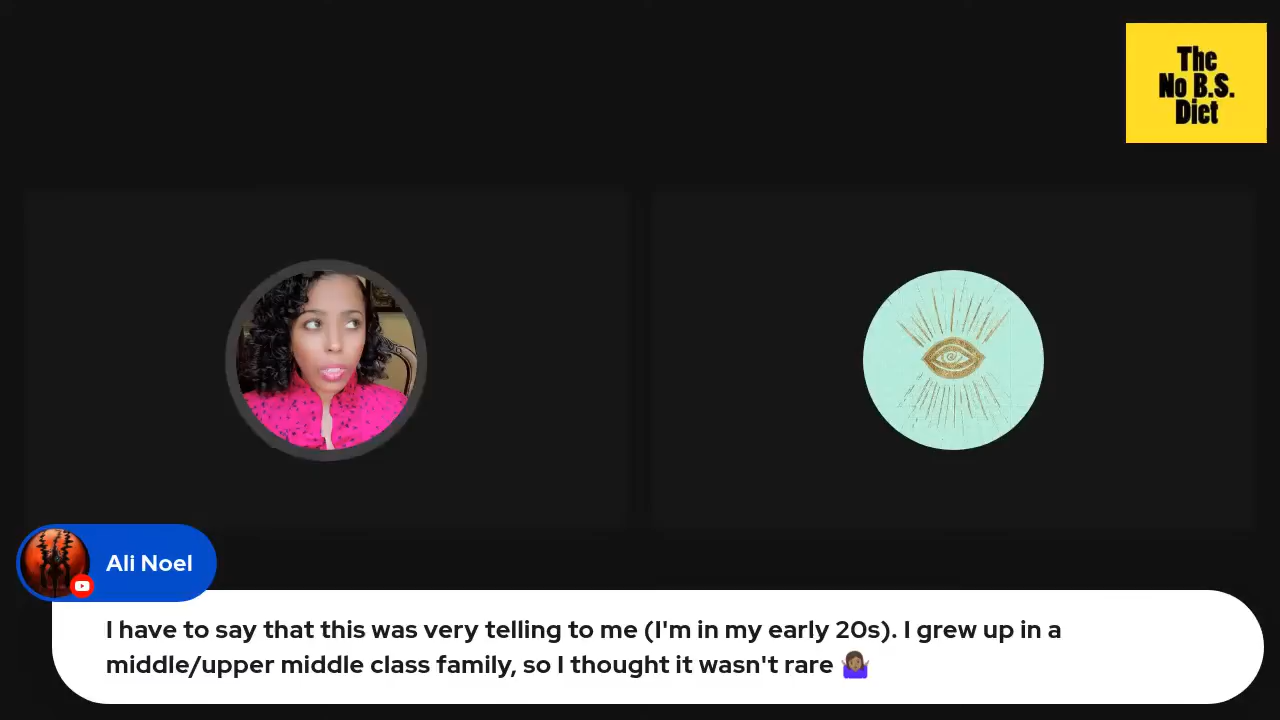 The
No B.S.
Diet
Ali Noel
I have to say that this was very telling to me (I'm in my early 20s). I grew up in a
middle/upper middle class family, so I thought it wasn't rare 🤷🏽‍♀️